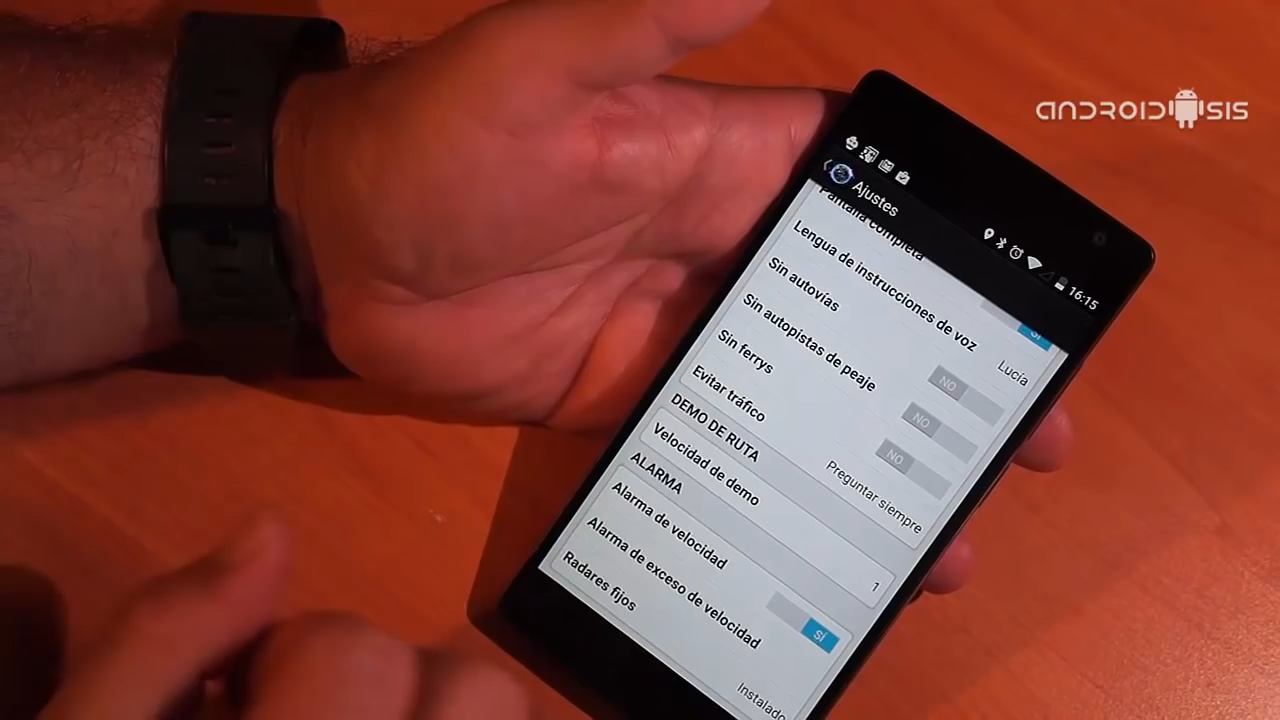 ANDROIDSIS
16:15
Ajustes
Pantalla completa
SÍ
Lengua de instrucciones de voz
Lucía
Sin autovías
NO
Sin autopistas de peaje
NO
Sin ferrys
NO
Evitar tráfico
Preguntar siempre
DEMO DE RUTA
Velocidad de demo
1
ALARMA
Alarma de velocidad
SÍ
Alarma de exceso de velocidad
Radares fijos
Instalado